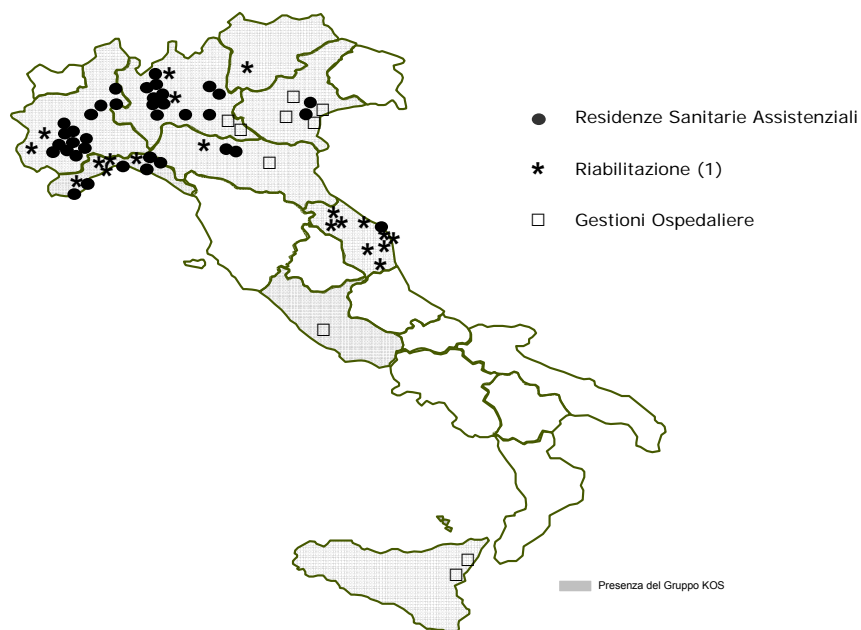 Residenze Sanitarie Assistenziali
Riabilitazione (1)
Gestioni Ospedaliere
Presenza del Gruppo KOS